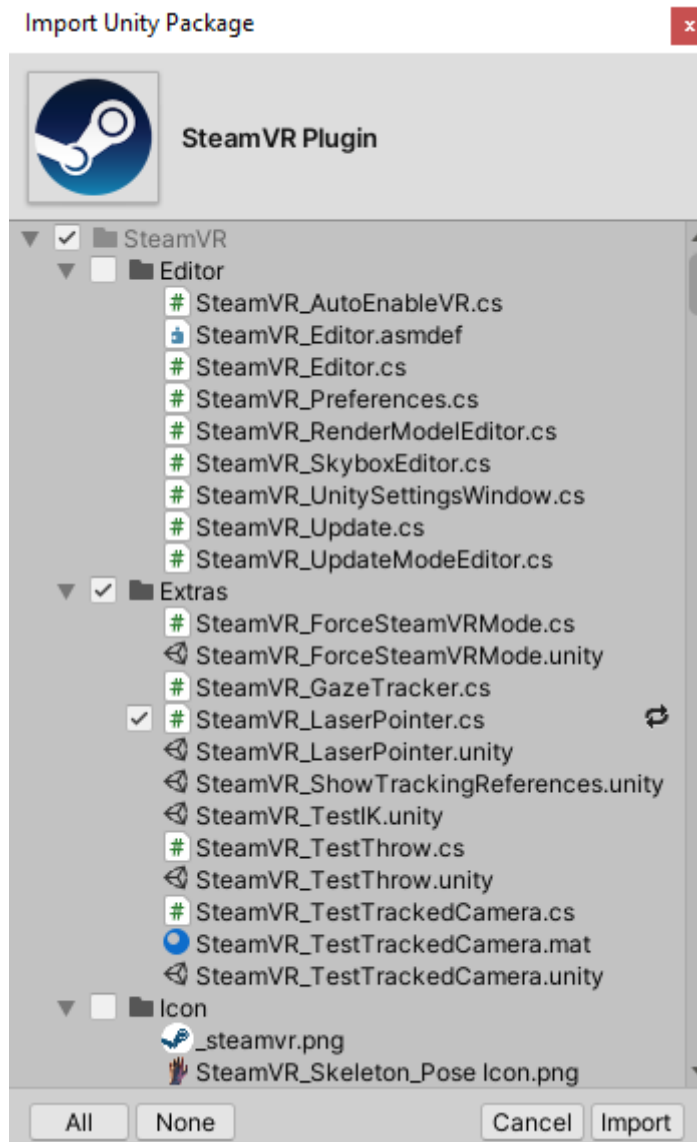 Import Unity Package
x
SteamVR Plugin
SteamVR
Editor
SteamVR_AutoEnableVR.cs
SteamVR_Editor.asmdef
SteamVR_Editor.cs
SteamVR_Preferences.cs
SteamVR_RenderModelEditor.cs
SteamVR_SkyboxEditor.cs
SteamVR_UnitySettingsWindow.cs
SteamVR_Update.cs
SteamVR_UpdateModeEditor.cs
Extras
SteamVR_ForceSteamVRMode.cs
SteamVR_ForceSteamVRMode.unity
SteamVR_GazeTracker.cs
SteamVR_LaserPointer.cs
SteamVR_LaserPointer.unity
SteamVR_ShowTrackingReferences.unity
SteamVR_TestIK.unity
SteamVR_TestThrow.cs
SteamVR_TestThrow.unity
SteamVR_TestTrackedCamera.cs
SteamVR_TestTrackedCamera.mat
SteamVR_TestTrackedCamera.unity
Icon
_steamvr.png
SteamVR_Skeleton_Pose Icon.png
All None Cancel Import